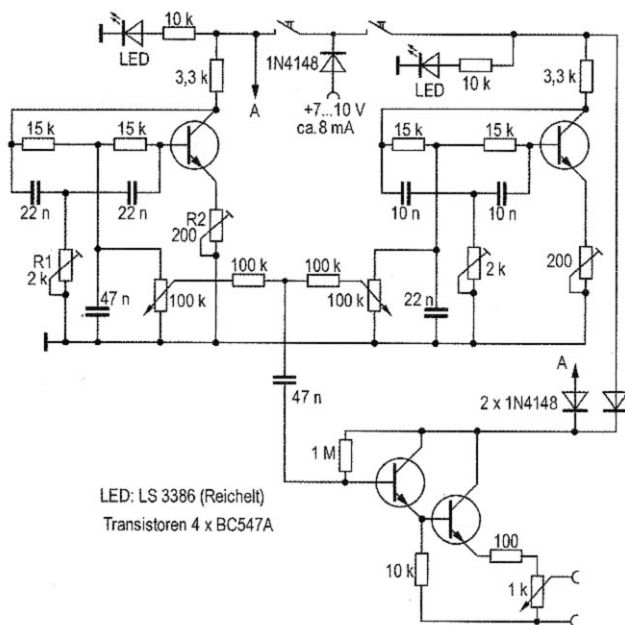 10 k
LED
3,3 k
A
1N4148
+7...10 V
ca.8 mA
LED
10 k
3,3 k
15 k
15 k
22 n
22 n
R2
200
R1
2 k
47 n
100 k
100 k
100 k
100 k
15 k
15 k
10 n
10 n
2 k
200
22 n
47 n
A
2 x 1N4148
1 M
LED: LS 3386 (Reichelt)
Transistoren 4 x BC547A
10 k
100
1 k